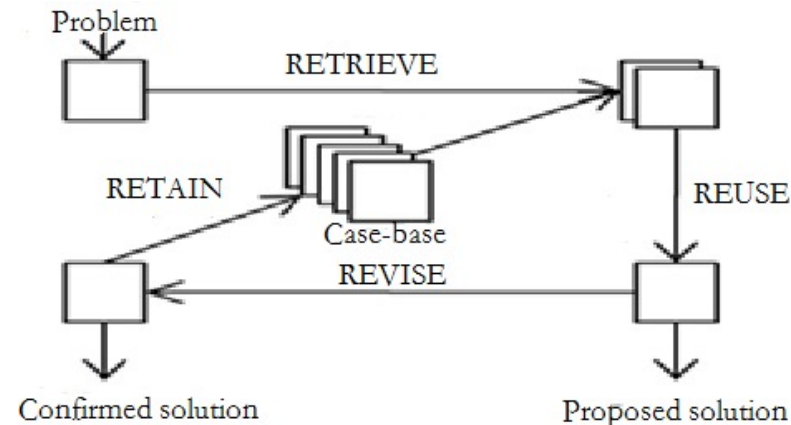 Problem
RETRIEVE
RETAIN
REUSE
Case-base
REVISE
Confirmed solution
Proposed solution